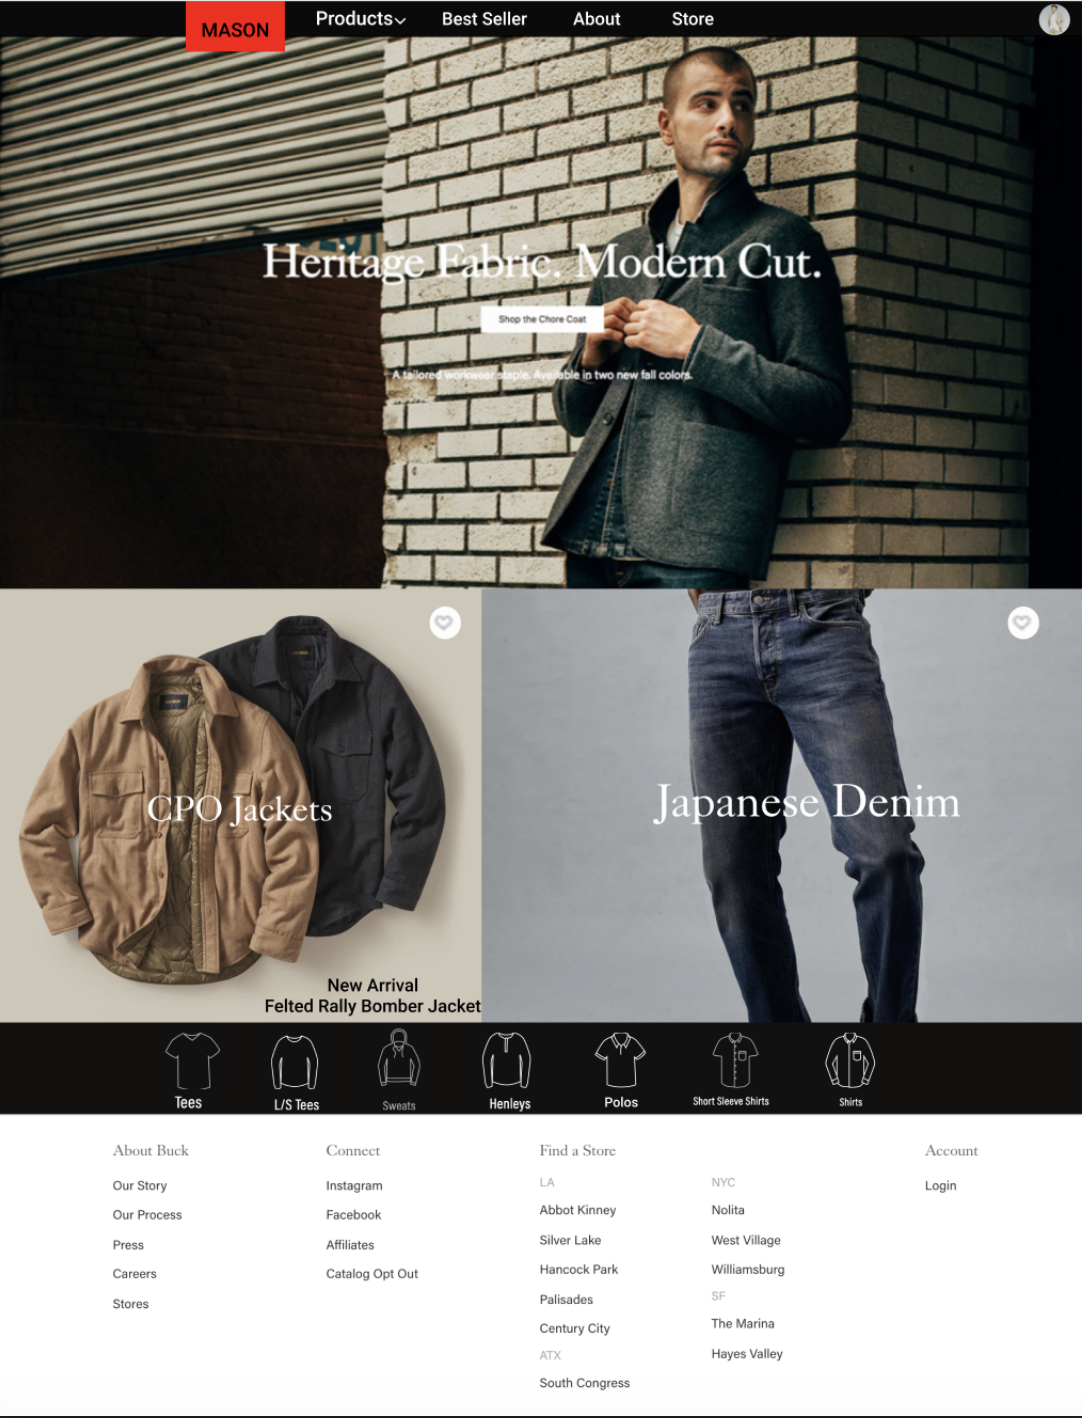 MASON
Products
Best Seller
About
Store
Heritage Fabric. Modern Cut.
Shop the Chore Coat
A tailored workwear staple. Available in two new fall colors.
CPO Jackets
Japanese Denim
New Arrival
Felted Rally Bomber Jacket
Tees
L/S Tees
Sweats
Henleys
Polos
Short Sleeve Shirts
Shirts
About Buck
Our Story
Our Process
Press
Careers
Stores
Connect
Instagram
Facebook
Affiliates
Catalog Opt Out
Find a Store
LA
Abbot Kinney
Silver Lake
Hancock Park
Palisades
Century City
ATX
South Congress
NYC
Nolita
West Village
Williamsburg
SF
The Marina
Hayes Valley
Account
Login